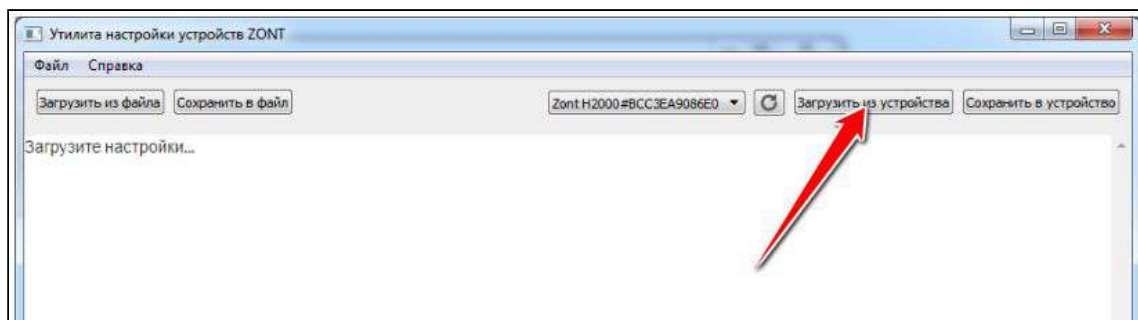 Утилита настройки устройств ZONT
Файл Справка
Загрузить из файла Сохранить в файл Zont H2000#BCC3EA9086E0 Загрузить из устройства Сохранить в устройство
Загрузите настройки...